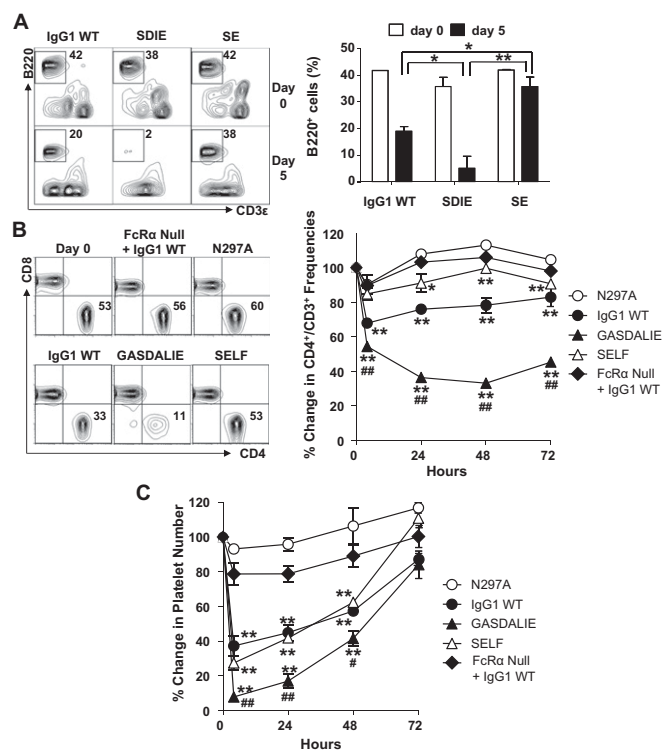 A
IgG1 WT SDIE SE
B220
42 38 42
Day 0
20 2 38
Day 5
CD3ε
day 0 day 5
* * **
B220+ cells (%)
50
40
30
20
10
0
IgG1 WT SDIE SE
B
Day 0 FcRα Null + IgG1 WT N297A
CD8
53 56 60
IgG1 WT GASDALIE SELF
33 11 53
CD4
% Change in CD4+/CD3+ Frequencies
120
100
80
60
40
20
0
0 24 48 72
Hours
* ** **
** ** ** **
** ** ** **
## ## ## ##
N297A
IgG1 WT
GASDALIE
SELF
FcRα Null
+ IgG1 WT
C
% Change in Platelet Number
120
100
80
60
40
20
0
0 24 48 72
Hours
** ** **
** ** **
** ** **
## ## #
N297A
IgG1 WT
GASDALIE
SELF
FcRα Null
+ IgG1 WT